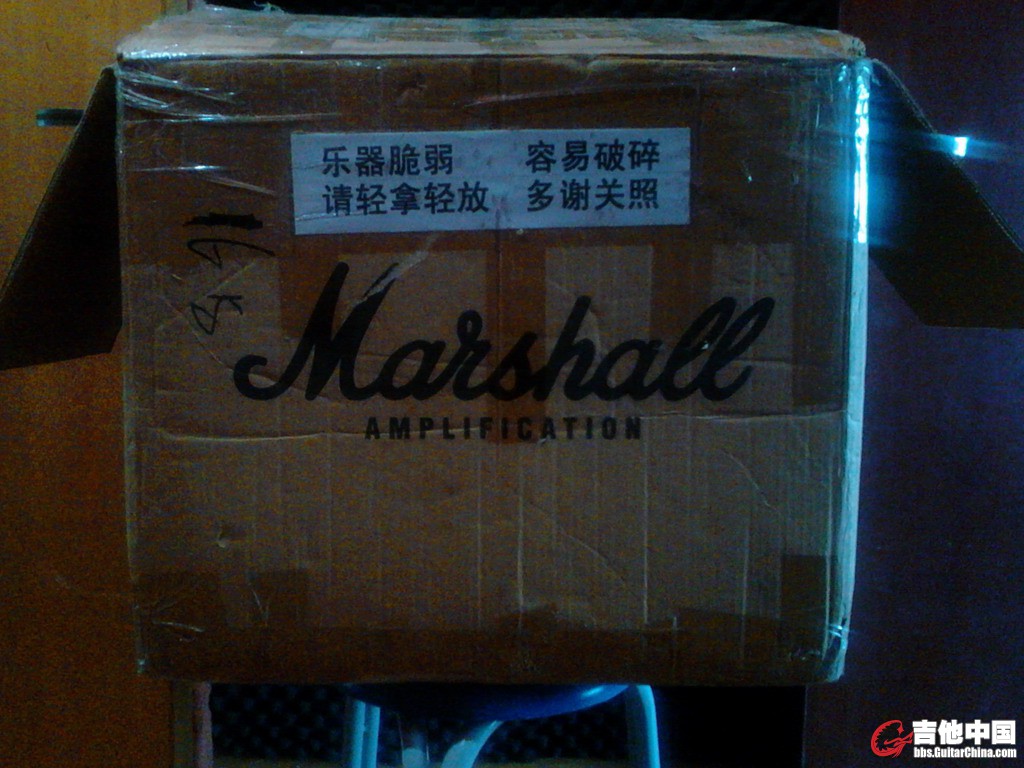 乐器脆弱 容易破碎
请轻拿轻放 多谢关照
Marshall
AMPLIFICATION
吉他中国
bbs.GuitarChina.com